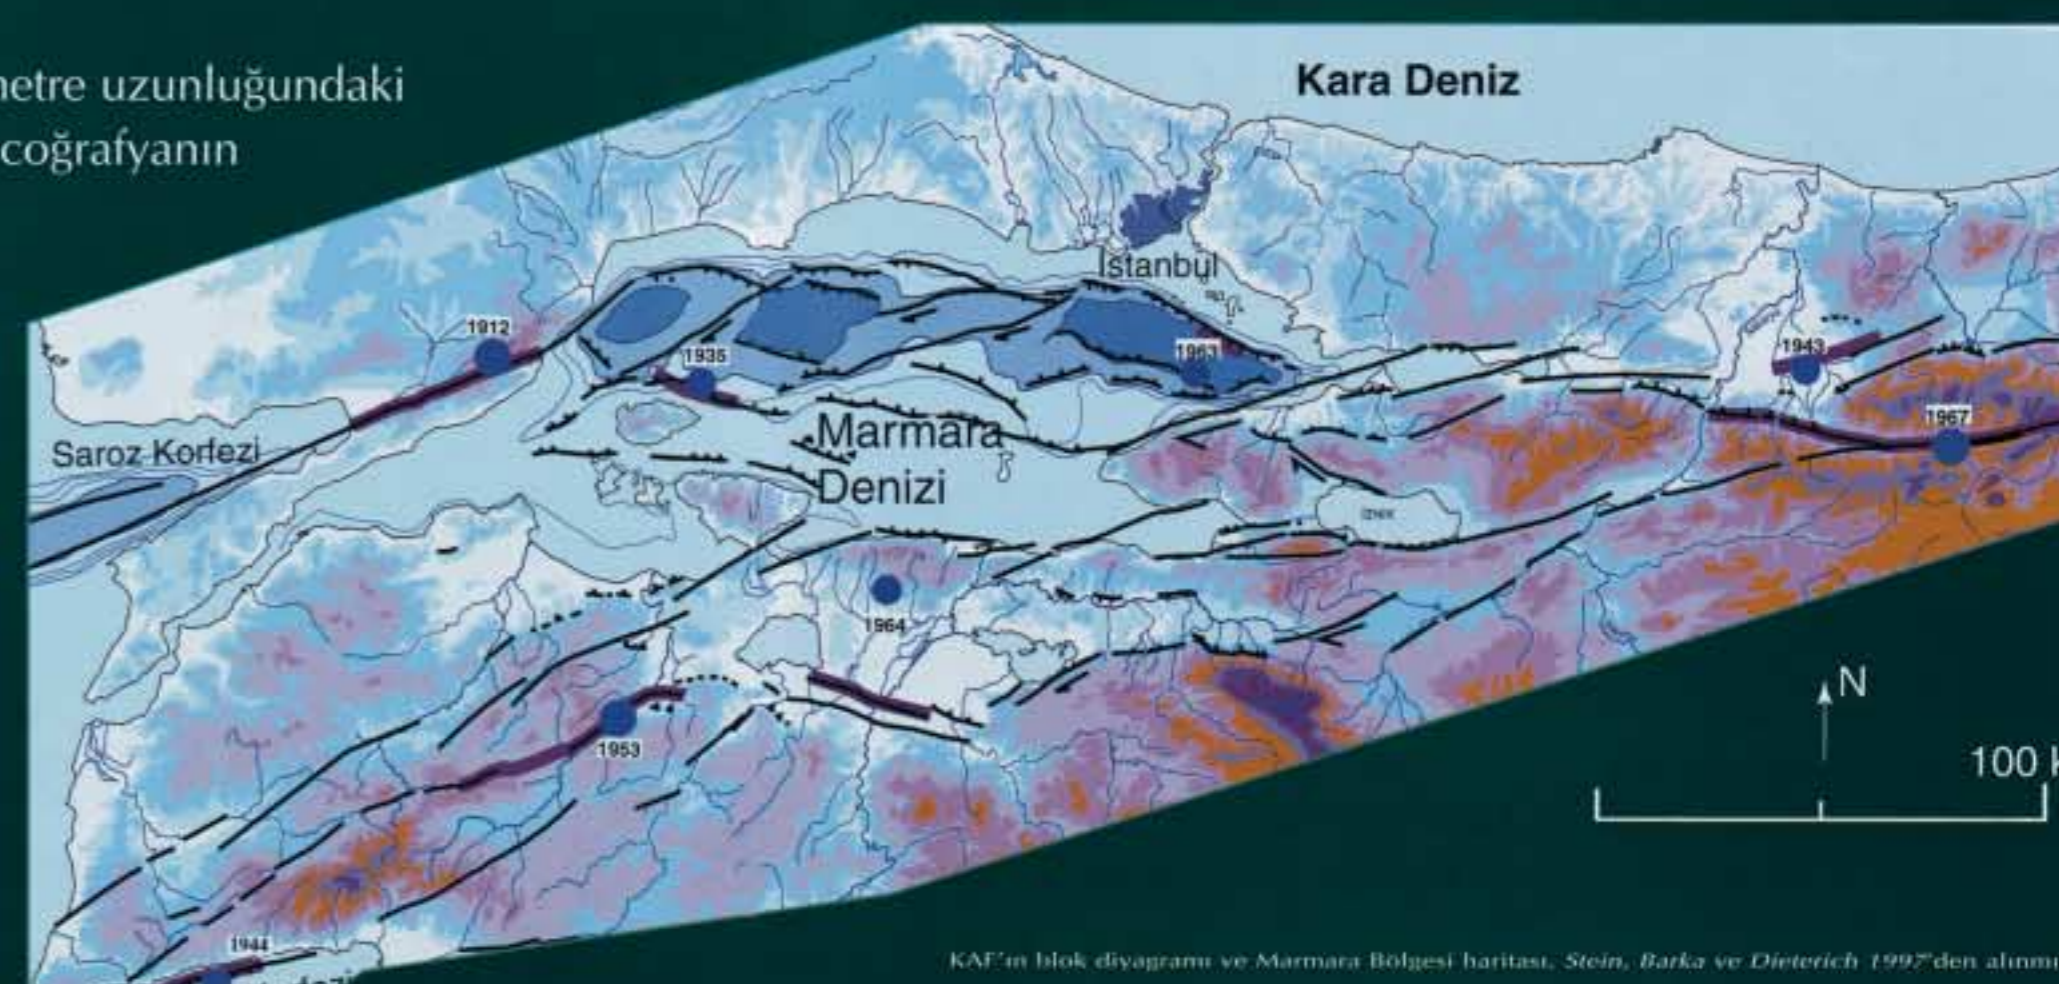 metre uzunluğundaki
coğrafyanın
Kara Deniz
İstanbul
1912
1935
1963
1943
1967
Saroz Korfezi
Marmara
Denizi
IZNIK
1964
1953
1944
N
100 k
KAF'ın blok diyagramı ve Marmara Bölgesi haritası, Stein, Barka ve Dieterich 1997'den alınmı